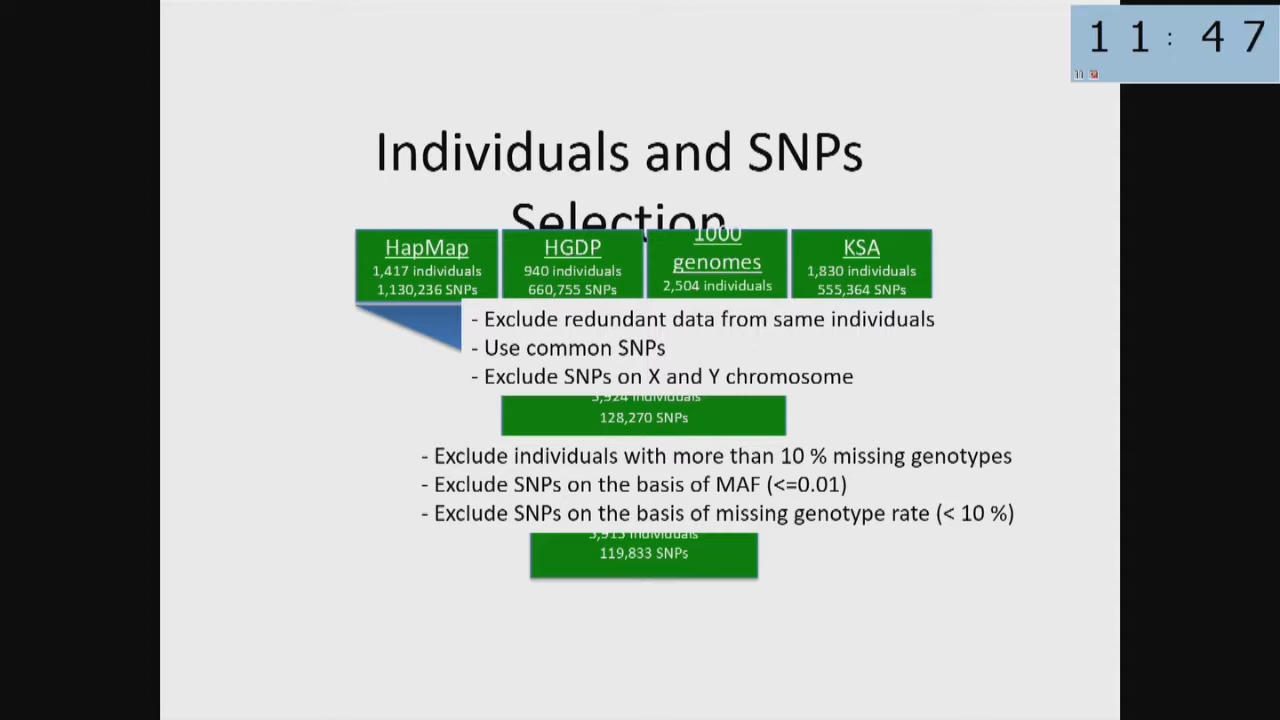 11:47
Individuals and SNPs
Selection
HapMap
1,417 individuals
1,130,236 SNPs
HGDP
940 individuals
660,755 SNPs
1000
genomes
2,504 individuals
KSA
1,830 individuals
555,364 SNPs
- Exclude redundant data from same individuals
- Use common SNPs
- Exclude SNPs on X and Y chromosome
individuals
128,270 SNPs
- Exclude individuals with more than 10 % missing genotypes
- Exclude SNPs on the basis of MAF (<=0.01)
- Exclude SNPs on the basis of missing genotype rate (< 10 %)
individuals
119,833 SNPs